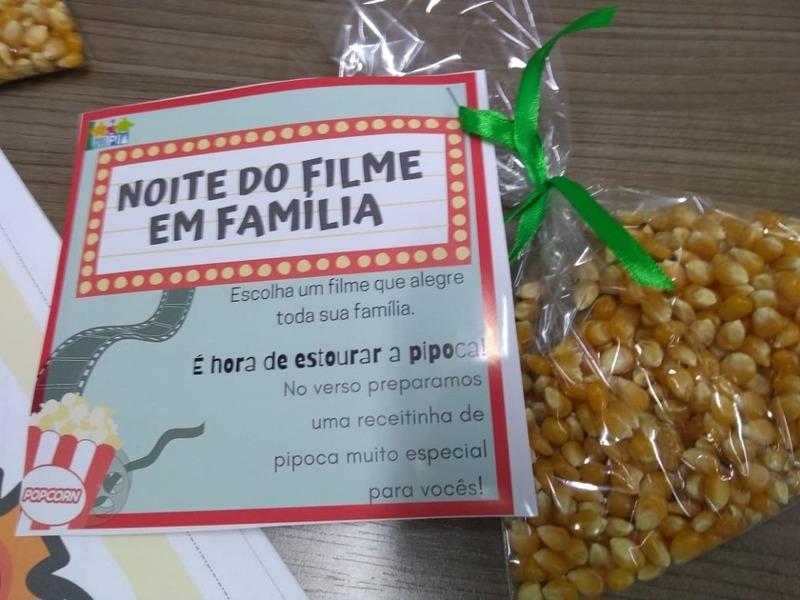 NOITE DO FILME
EM FAMÍLIA
Escolha um filme que alegre
toda sua família.
É hora de estourar a pipoca!
No verso preparamos
uma receitinha de
pipoca muito especial
para vocês!
POPCORN